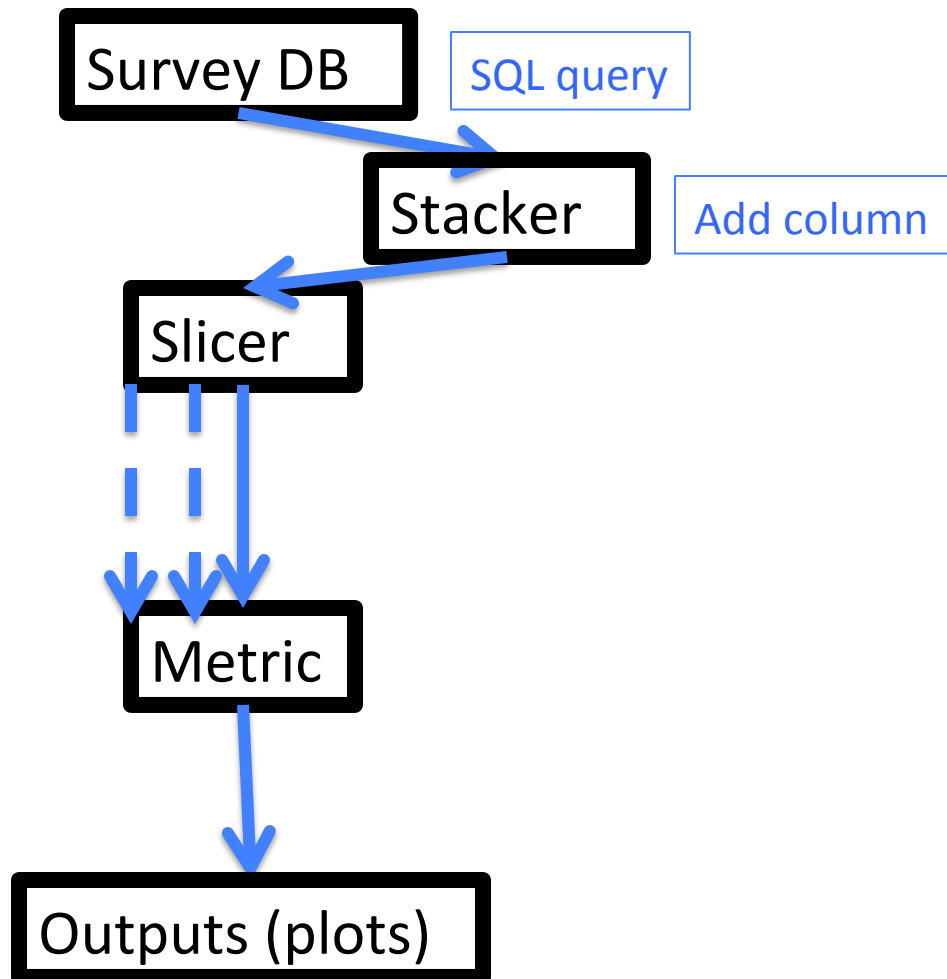 Survey DB
SQL query
Stacker
Add column
Slicer
Metric
Outputs (plots)